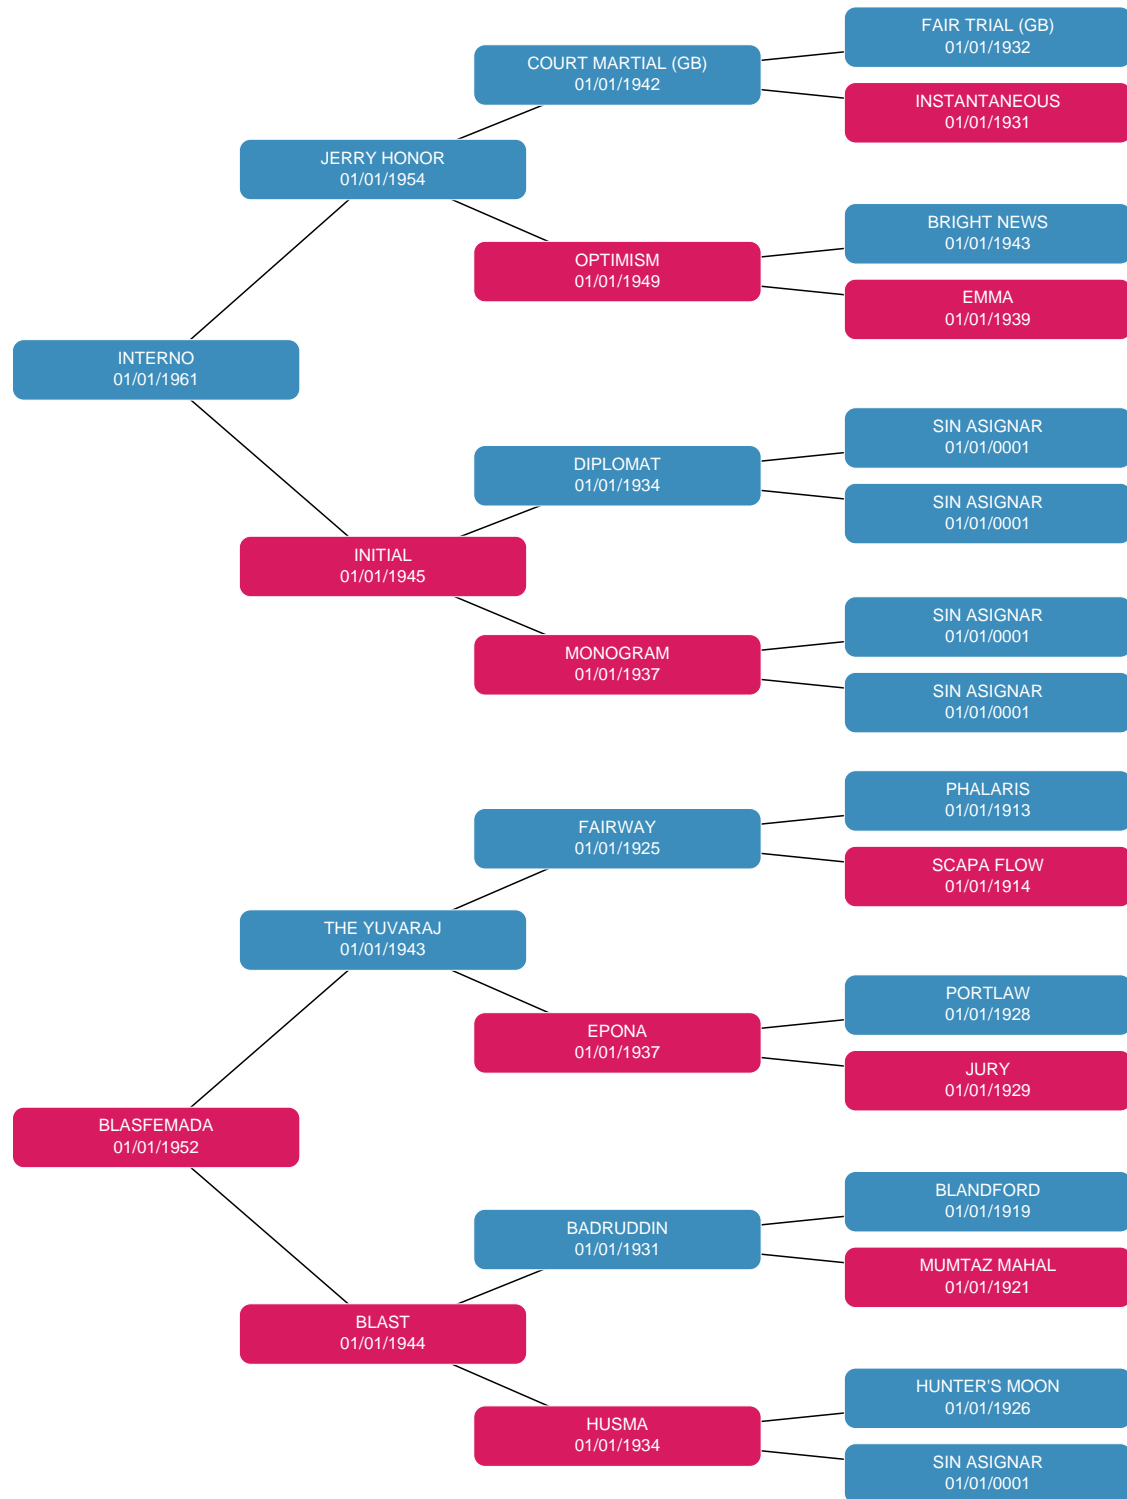 FAIR TRIAL (GB)
01/01/1932
COURT MARTIAL (GB)
01/01/1942
INSTANTANEOUS
01/01/1931
JERRY HONOR
01/01/1954
BRIGHT NEWS
01/01/1943
OPTIMISM
01/01/1949
EMMA
01/01/1939
INTERNO
01/01/1961
SIN ASIGNAR
01/01/0001
DIPLOMAT
01/01/1934
SIN ASIGNAR
01/01/0001
INITIAL
01/01/1945
SIN ASIGNAR
01/01/0001
MONOGRAM
01/01/1937
SIN ASIGNAR
01/01/0001
PHALARIS
01/01/1913
FAIRWAY
01/01/1925
SCAPA FLOW
01/01/1914
THE YUVARAJ
01/01/1943
PORTLAW
01/01/1928
EPONA
01/01/1937
JURY
01/01/1929
BLASFEMADA
01/01/1952
BLANDFORD
01/01/1919
BADRUDDIN
01/01/1931
MUMTAZ MAHAL
01/01/1921
BLAST
01/01/1944
HUNTER'S MOON
01/01/1926
HUSMA
01/01/1934
SIN ASIGNAR
01/01/0001